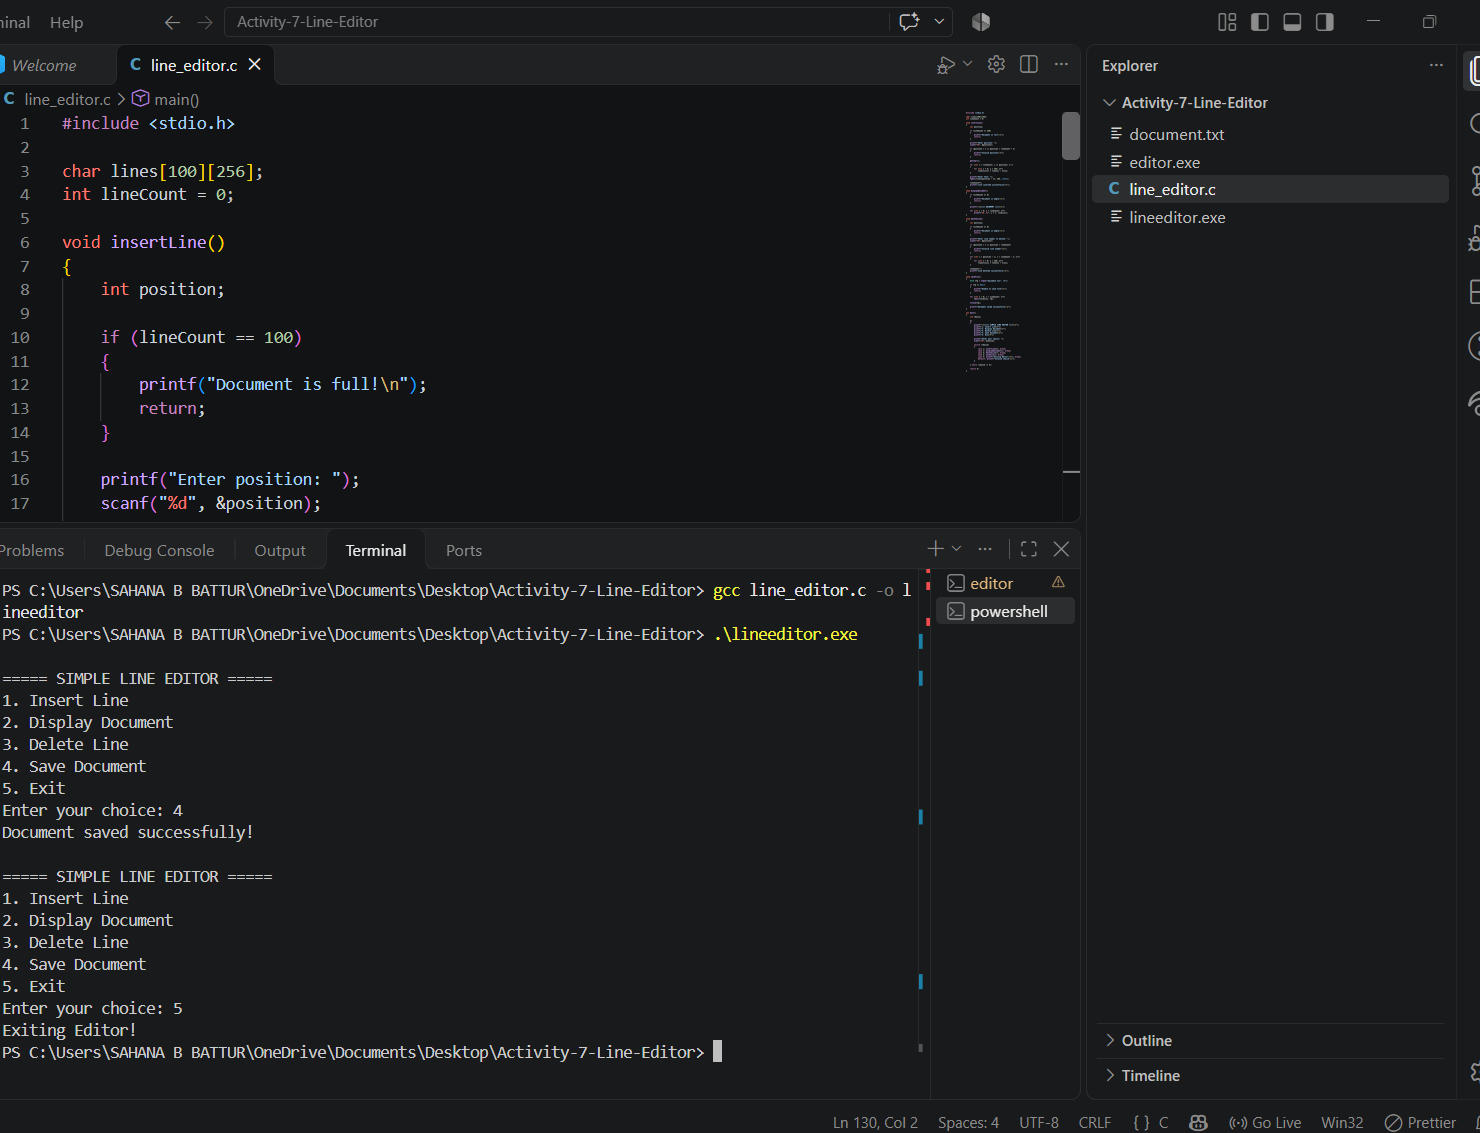 Help
Activity-7-Line-Editor
Welcome
C line_editor.c
C line_editor.c > main()
1 #include <stdio.h>
2
3 char lines[100][256];
4 int lineCount = 0;
5
6 void insertLine()
7 {
8 int position;
9
10 if (lineCount == 100)
11 {
12 printf("Document is full!\n");
13 return;
14 }
15
16 printf("Enter position: ");
17 scanf("%d", &position);
Explorer
Activity-7-Line-Editor
document.txt
editor.exe
C line_editor.c
lineeditor.exe
Problems Debug Console Output Terminal Ports
PS C:\Users\SAHANA B BATTUR\OneDrive\Documents\Desktop\Activity-7-Line-Editor> gcc line_editor.c -o l
ineeditor
PS C:\Users\SAHANA B BATTUR\OneDrive\Documents\Desktop\Activity-7-Line-Editor> .\lineeditor.exe
===== SIMPLE LINE EDITOR =====
1. Insert Line
2. Display Document
3. Delete Line
4. Save Document
5. Exit
Enter your choice: 4
Document saved successfully!
===== SIMPLE LINE EDITOR =====
1. Insert Line
2. Display Document
3. Delete Line
4. Save Document
5. Exit
Enter your choice: 5
Exiting Editor!
PS C:\Users\SAHANA B BATTUR\OneDrive\Documents\Desktop\Activity-7-Line-Editor>
editor
powershell
Outline
Timeline
Ln 130, Col 2 Spaces: 4 UTF-8 CRLF { } C Go Live Win32 Prettier